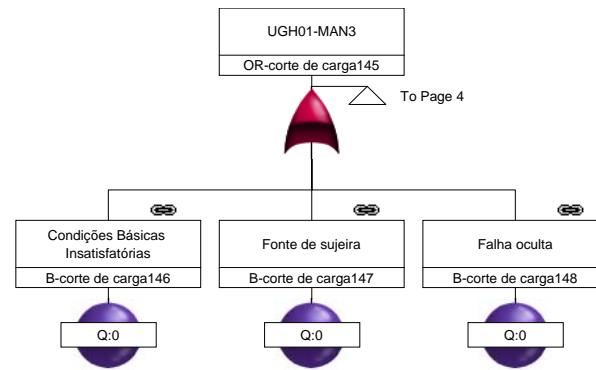 UGH01-MAN3
OR-corte de carga145
To Page 4
Condições Básicas
Insatisfatórias
B-corte de carga146
Q:0
Fonte de sujeira
B-corte de carga147
Q:0
Falha oculta
B-corte de carga148
Q:0